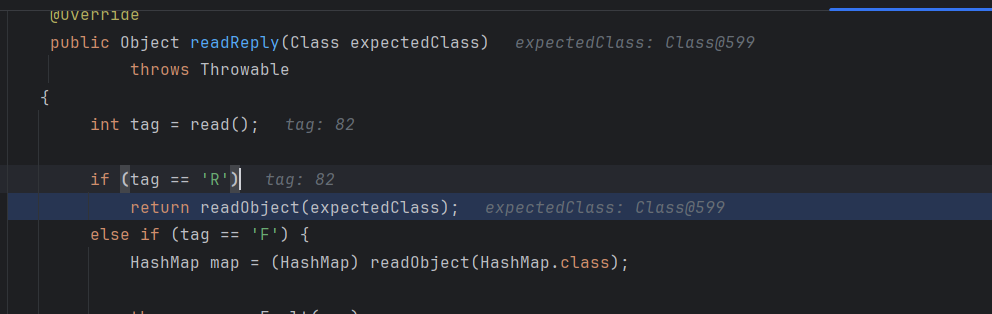 @Override
public Object readReply(Class expectedClass) expectedClass: Class@599
throws Throwable
{
int tag = read(); tag: 82
if (tag == 'R') tag: 82
return readObject(expectedClass); expectedClass: Class@599
else if (tag == 'F') {
HashMap map = (HashMap) readObject(HashMap.class);